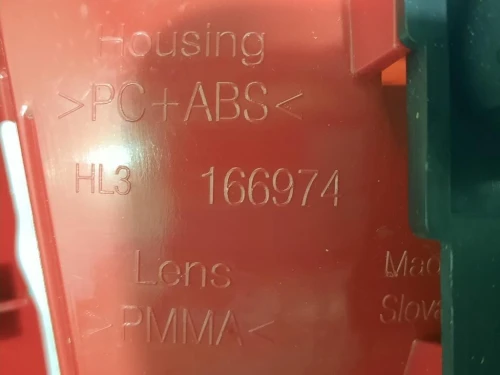 Housing
>PC+ABS<
HL3 166974
Lens
>PMMA<